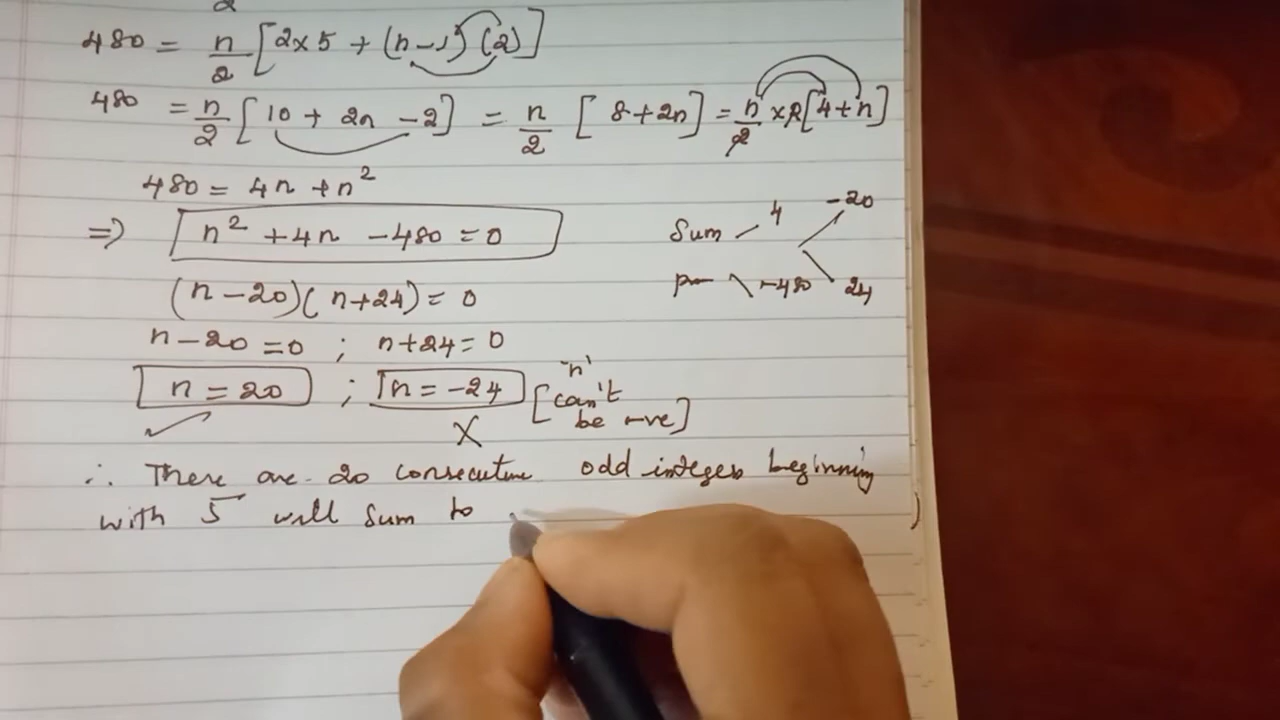 2
480 = n/2 [2×5 + (n-1) (2)]
480 = n/2 [10 + 2n - 2] = n/2 [8+2n] = n/2 × 2[4+n]
480 = 4n + n²
⇒ n² + 4n - 480 = 0
Sum 4 -20
-480 24
(n-20)(n+24) = 0
n-20 = 0 ; n+24 = 0
n = 20 ; n = -24 ['n' can't be -ve]
✓ X
∴ There are 20 consecutive odd integers beginning
with 5 will sum to